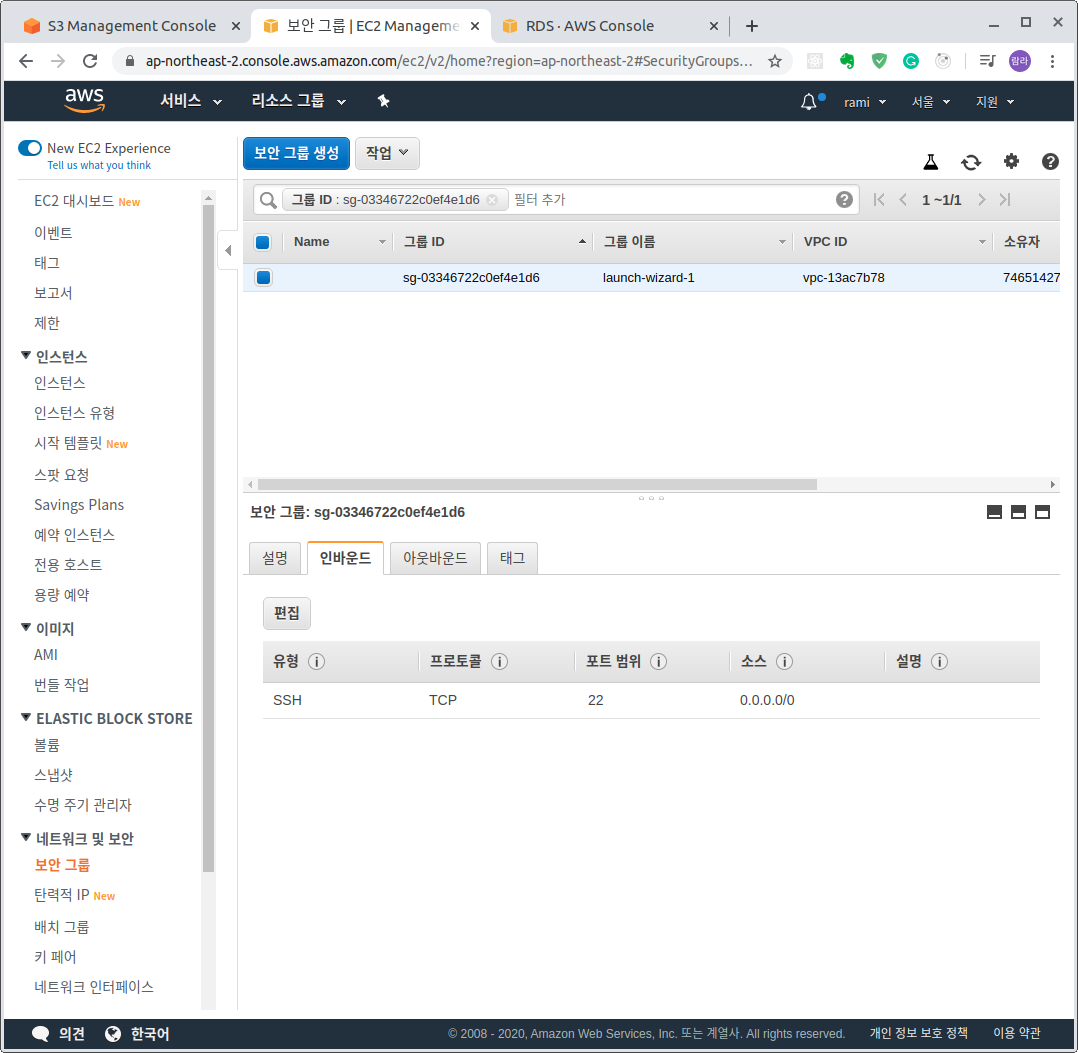 S3 Management Console
보안 그룹 | EC2 Manageme
RDS · AWS Console
ap-northeast-2.console.aws.amazon.com/ec2/v2/home?region=ap-northeast-2#SecurityGroups...
람라
aws
서비스
리소스 그룹
rami
서울
지원
New EC2 Experience
Tell us what you think
EC2 대시보드 New
이벤트
태그
보고서
제한
인스턴스
인스턴스
인스턴스 유형
시작 템플릿 New
스팟 요청
Savings Plans
예약 인스턴스
전용 호스트
용량 예약
이미지
AMI
번들 작업
ELASTIC BLOCK STORE
볼륨
스냅샷
수명 주기 관리자
네트워크 및 보안
보안 그룹
탄력적 IP New
배치 그룹
키 페어
네트워크 인터페이스
보안 그룹 생성
작업
그룹 ID : sg-03346722c0ef4e1d6
필터 추가
1 ~1/1
Name 그룹 ID 그룹 이름 VPC ID 소유자
sg-03346722c0ef4e1d6 launch-wizard-1 vpc-13ac7b78 74651427
보안 그룹: sg-03346722c0ef4e1d6
설명 인바운드 아웃바운드 태그
편집
유형 프로토콜 포트 범위 소스 설명
SSH TCP 22 0.0.0.0/0
의견 한국어 © 2008 - 2020, Amazon Web Services, Inc. 또는 계열사. All rights reserved. 개인 정보 보호 정책 이용 약관